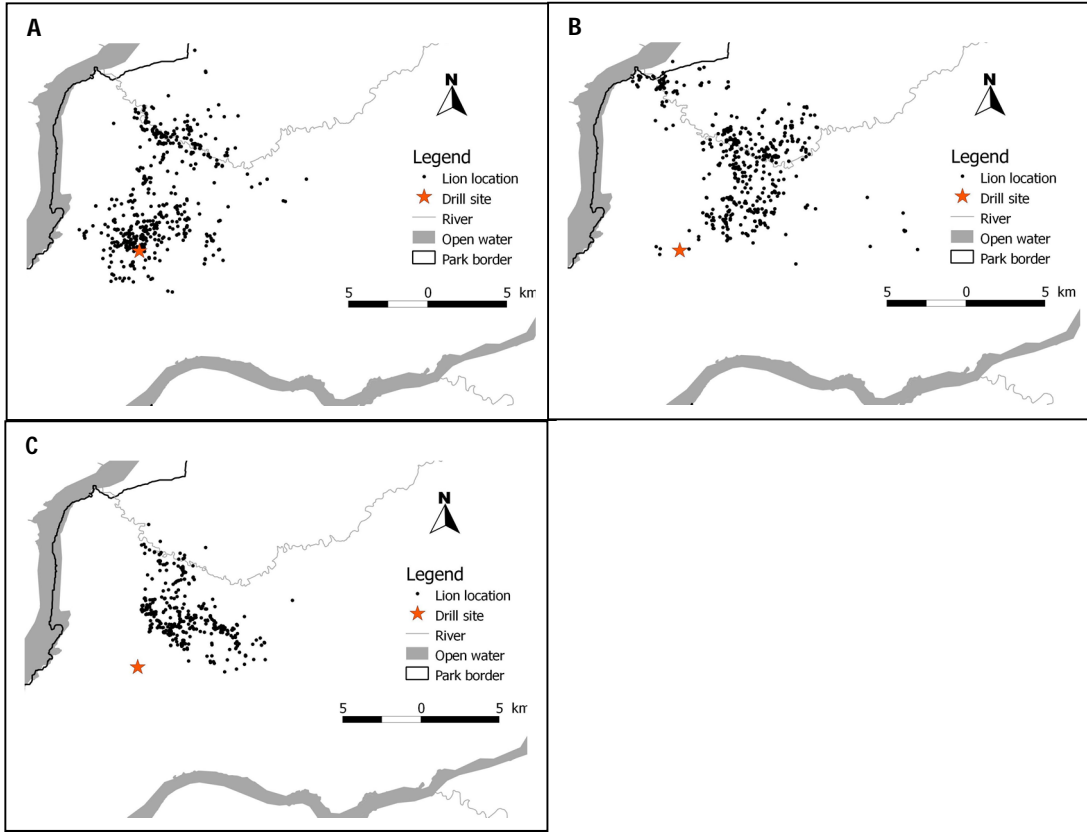 A
N
Legend
Lion location
Drill site
River
Open water
Park border
5 0 5 km
B
N
Legend
Lion location
Drill site
River
Open water
Park border
5 0 5 km
C
N
Legend
Lion location
Drill site
River
Open water
Park border
5 0 5 km